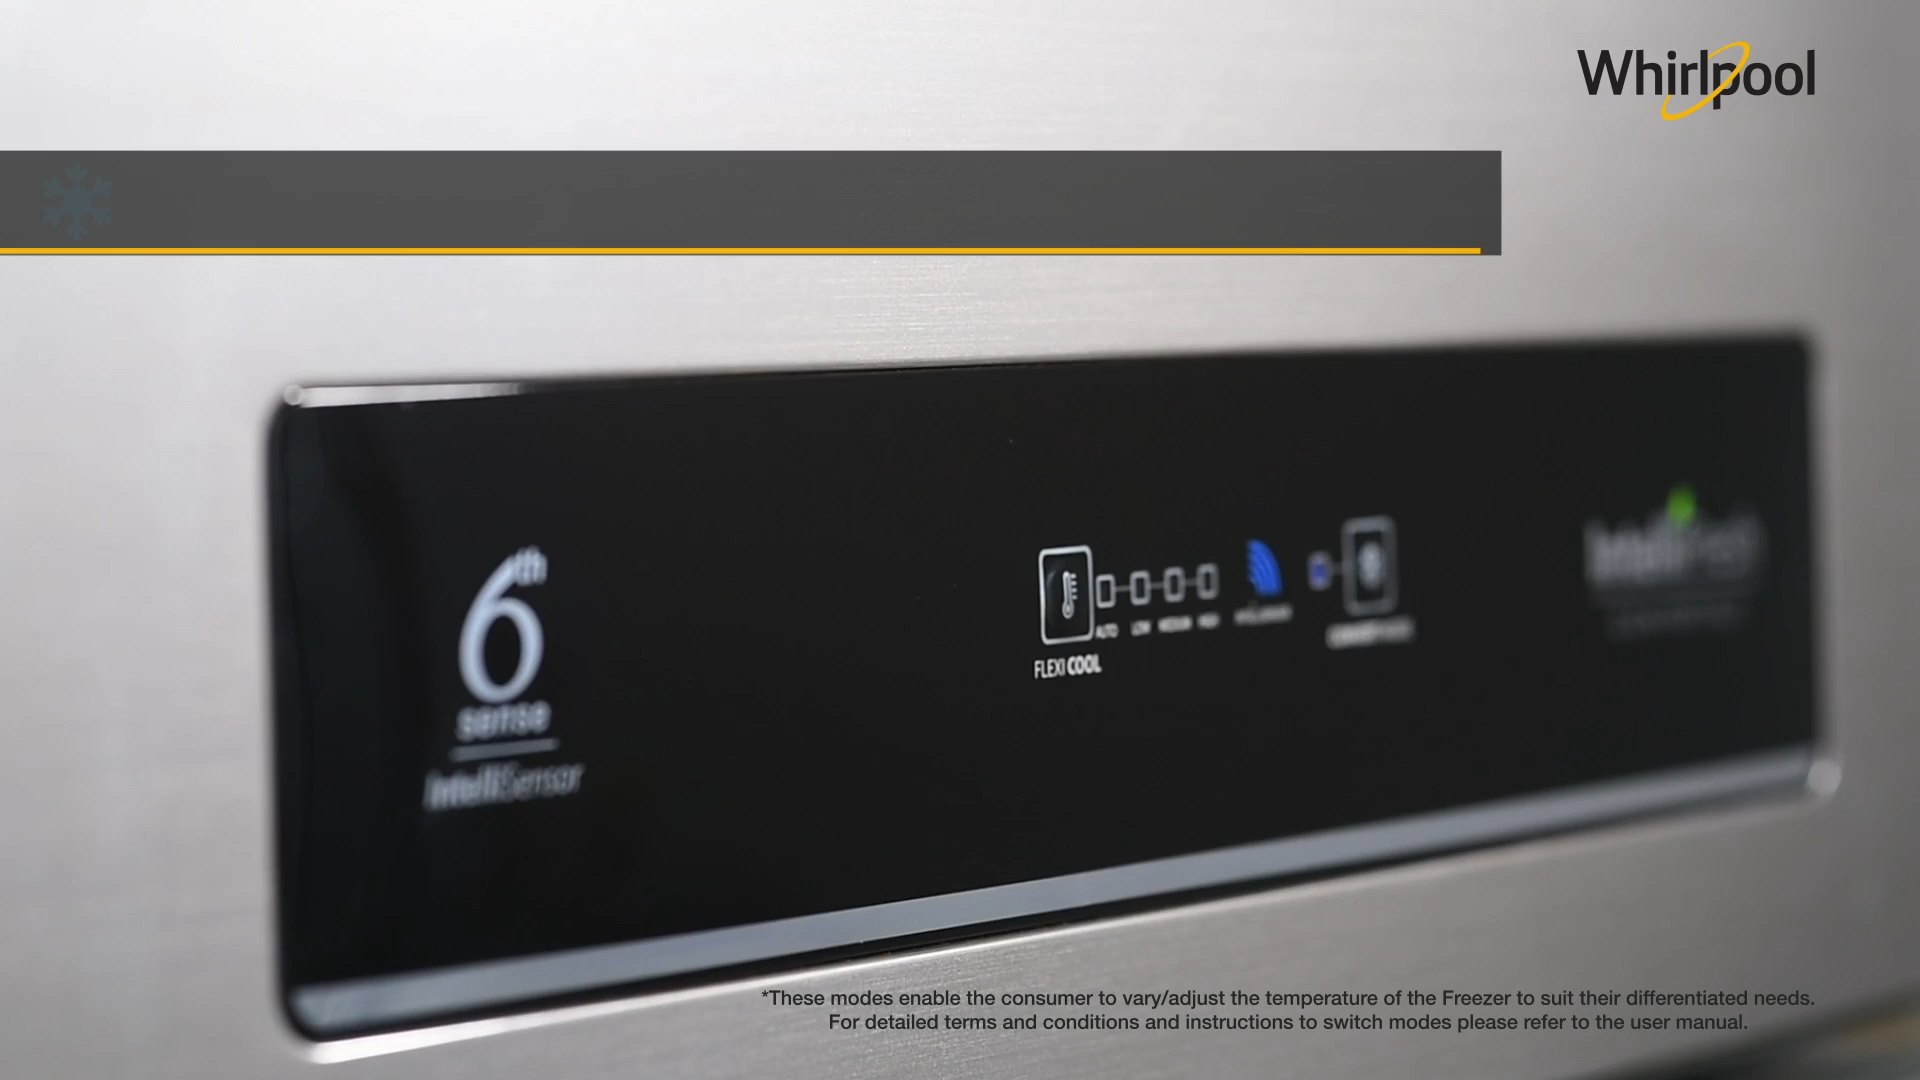 Whirlpool
6th
sense
IntelliSensor
FLEXI COOL
AUTO LOW MEDIUM HIGH
*These modes enable the consumer to vary/adjust the temperature of the Freezer to suit their differentiated needs.
For detailed terms and conditions and instructions to switch modes please refer to the user manual.